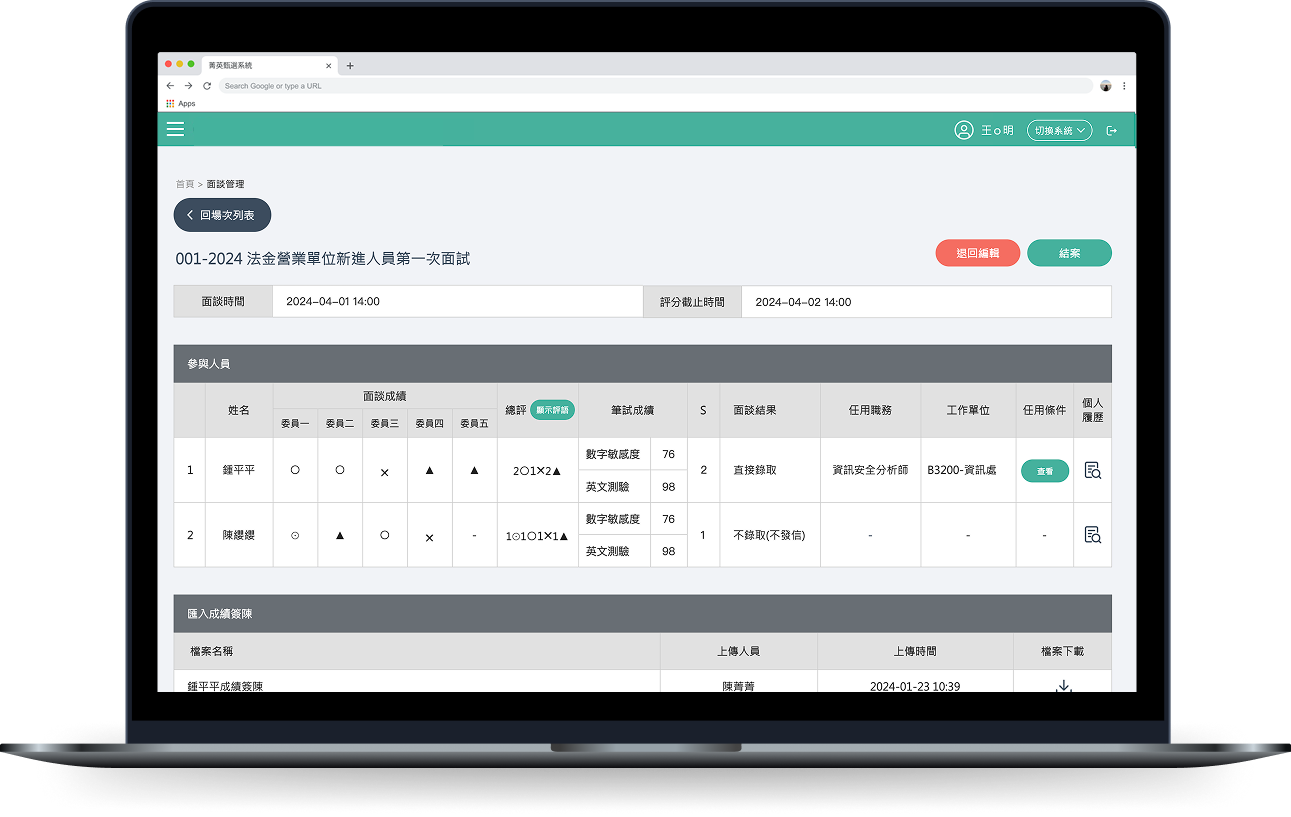 菁英甄選系統
Search Google or type a URL
Apps
王o明 切換系統
首頁 > 面談管理
回場次列表
001-2024 法金營業單位新進人員第一次面試
退回編輯 結案
面談時間 2024-04-01 14:00 評分截止時間 2024-04-02 14:00
參與人員
姓名 面談成績 總評 顯示評語 筆試成績 S 面談結果 任用職務 工作單位 任用條件 個人履歷
委員一 委員二 委員三 委員四 委員五
1 鍾平平 ○ ○ × ▲ ▲ 2○1×2▲ 數字敏感度 76 2 直接錄取 資訊安全分析師 B3200-資訊處 查看
英文測驗 98
2 陳纓纓 ⊙ ▲ ○ × - 1⊙1○1×1▲ 數字敏感度 76 1 不錄取(不發信) - - -
英文測驗 98
匯入成績簽陳
檔案名稱 上傳人員 上傳時間 檔案下載
鍾平平成績簽陳 陳菁菁 2024-01-23 10:39